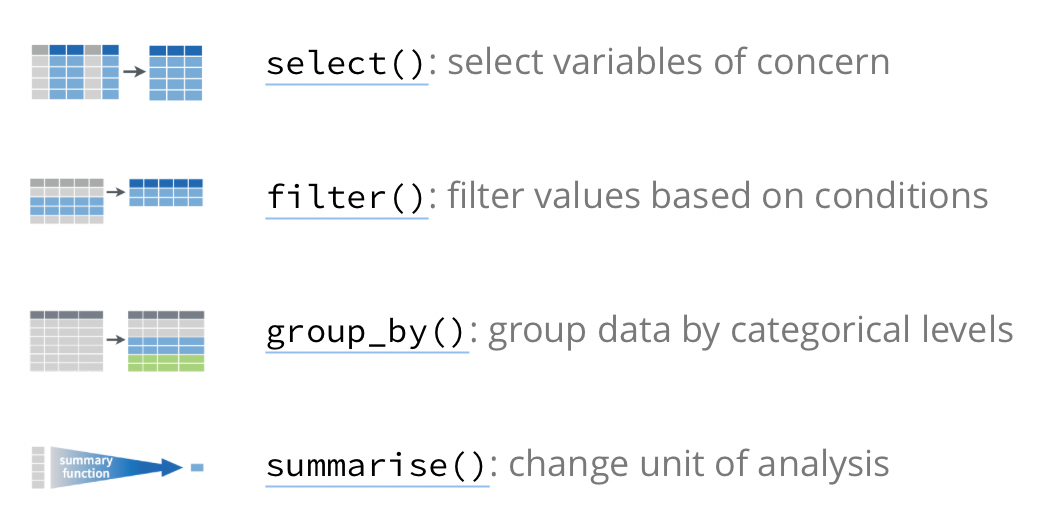 select(): select variables of concern
filter(): filter values based on conditions
group_by(): group data by categorical levels
summary
function
summarise(): change unit of analysis